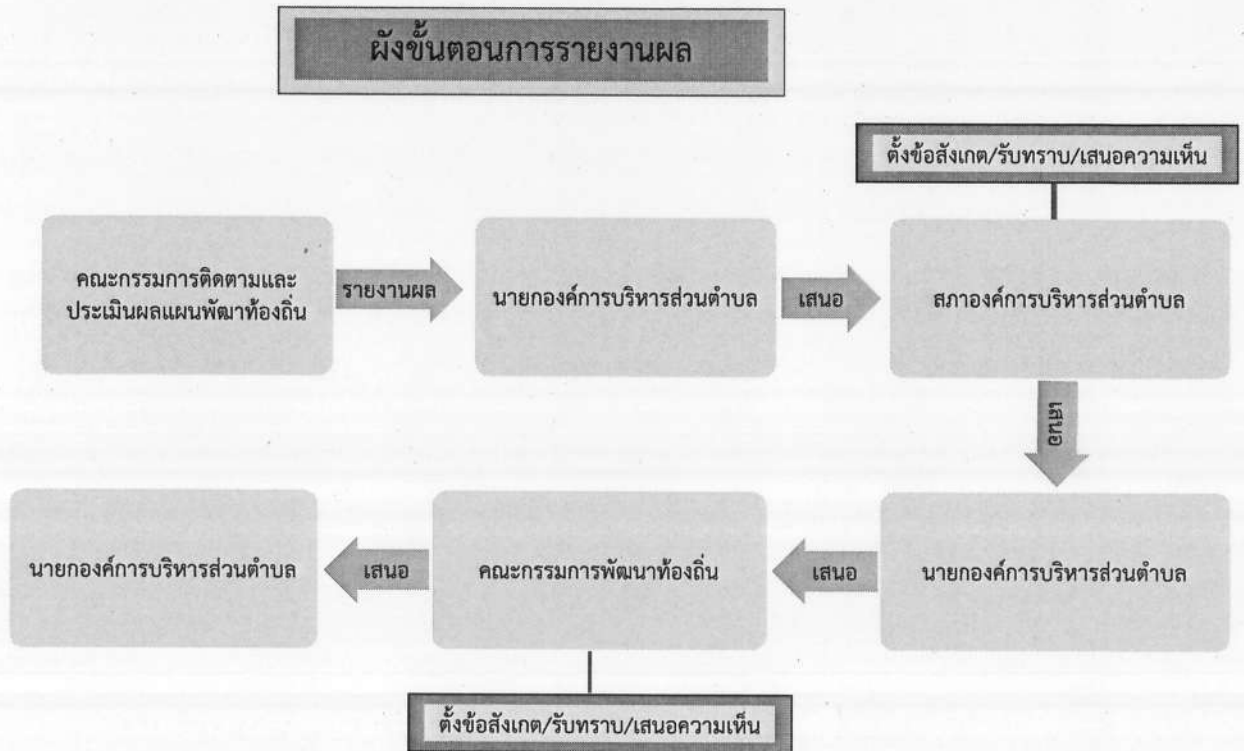 ผังขั้นตอนการรายงานผล
ตั้งข้อสังเกต/รับทราบ/เสนอความเห็น
คณะกรรมการติดตามและ
ประเมินผลแผนพัฒาท้องถิ่น
รายงานผล
นายกองค์การบริหารส่วนตำบล
เสนอ
สภาองค์การบริหารส่วนตำบล
เสนอ
นายกองค์การบริหารส่วนตำบล
เสนอ
คณะกรรมการพัฒนาท้องถิ่น
เสนอ
นายกองค์การบริหารส่วนตำบล
ตั้งข้อสังเกต/รับทราบ/เสนอความเห็น